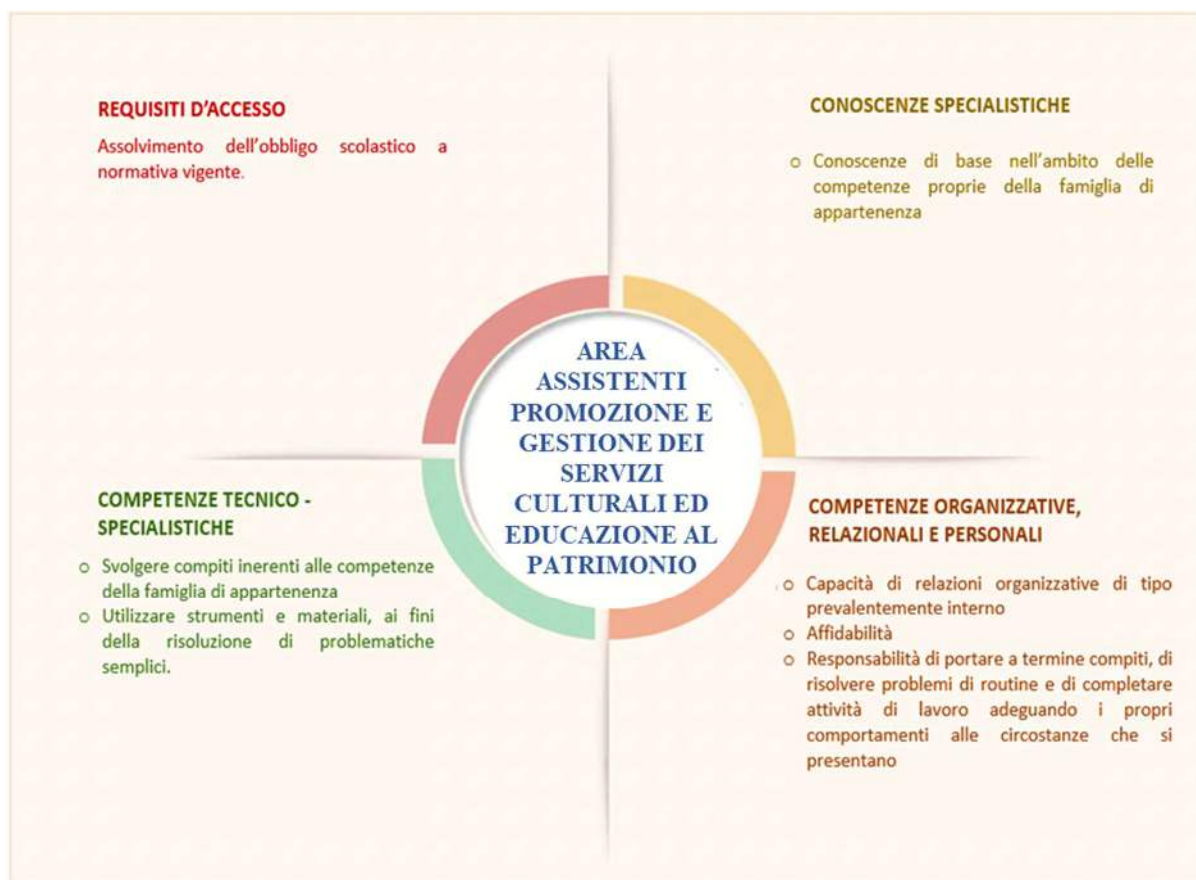 REQUISITI D'ACCESSO
Assolvimento dell'obbligo scolastico a
normativa vigente.
CONOSCENZE SPECIALISTICHE
o Conoscenze di base nell'ambito delle
competenze proprie della famiglia di
appartenenza
AREA
ASSISTENTI
PROMOZIONE E
GESTIONE DEI
SERVIZI
CULTURALI ED
EDUCAZIONE AL
PATRIMONIO
COMPETENZE TECNICO -
SPECIALISTICHE
o Svolgere compiti inerenti alle competenze
della famiglia di appartenenza
o Utilizzare strumenti e materiali, ai fini
della risoluzione di problematiche
semplici.
COMPETENZE ORGANIZZATIVE,
RELAZIONALI E PERSONALI
o Capacità di relazioni organizzative di tipo
prevalentemente interno
o Affidabilità
o Responsabilità di portare a termine compiti, di
risolvere problemi di routine e di completare
attività di lavoro adeguando i propri
comportamenti alle circostanze che si
presentano